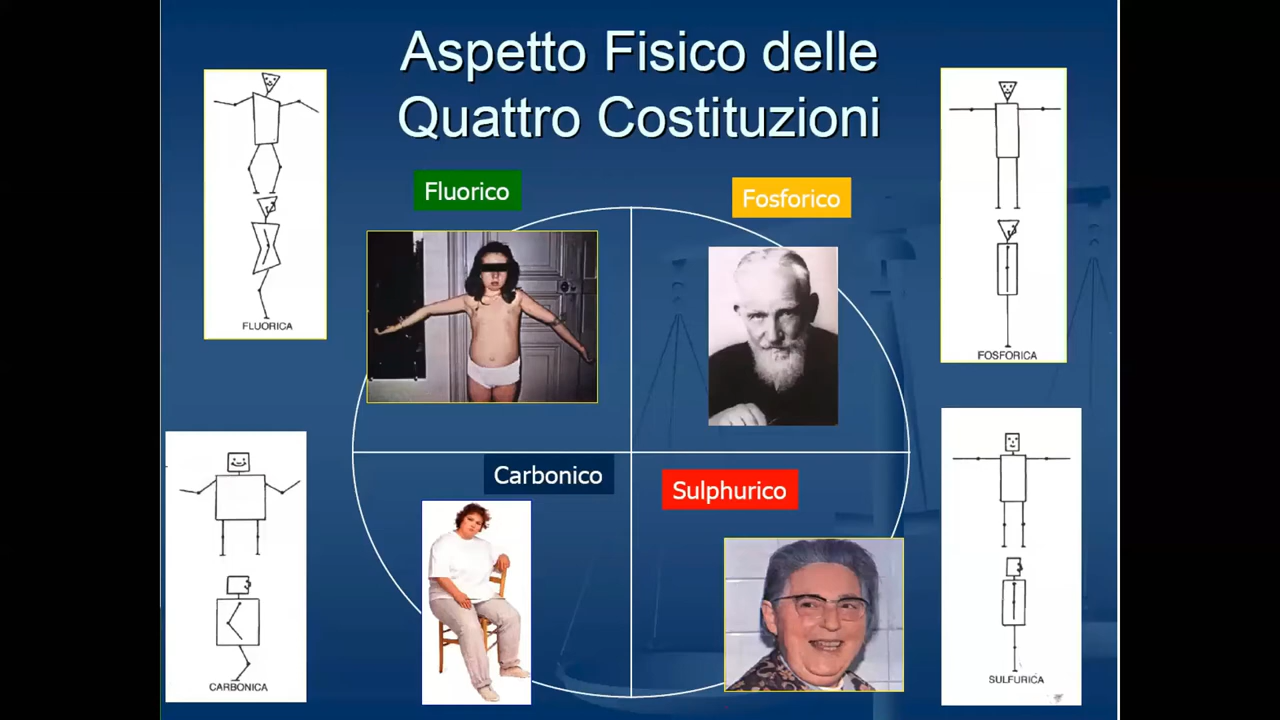 Aspetto Fisico delle
Quattro Costituzioni
Fluorico
Fosforico
FLUORICA
FOSFORICA
Carbonico
Sulphurico
CARBONICA
SULFURICA